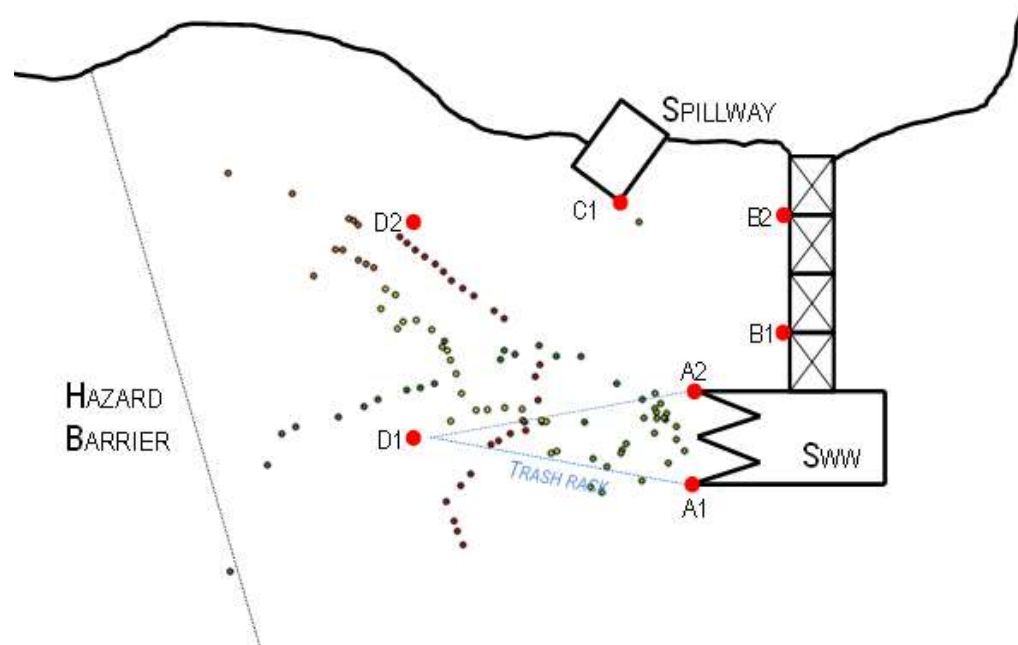 SPILLWAY
C1
D2
B2
B1
A2
HAZARD
BARRIER
D1
SWW
TRASH RACK
A1